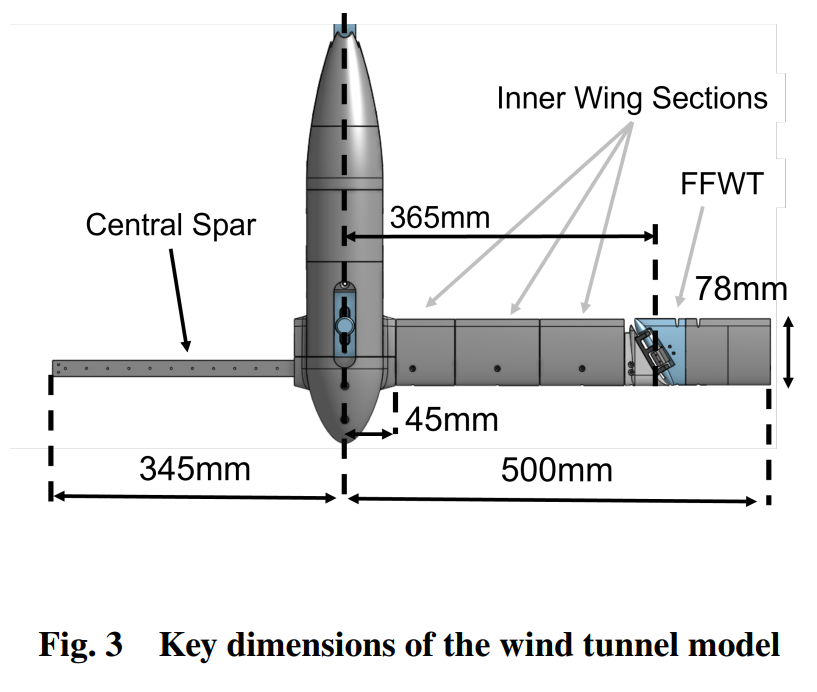 Inner Wing Sections
FFWT
365mm
Central Spar
78mm
45mm
345mm
500mm
Fig. 3 Key dimensions of the wind tunnel model